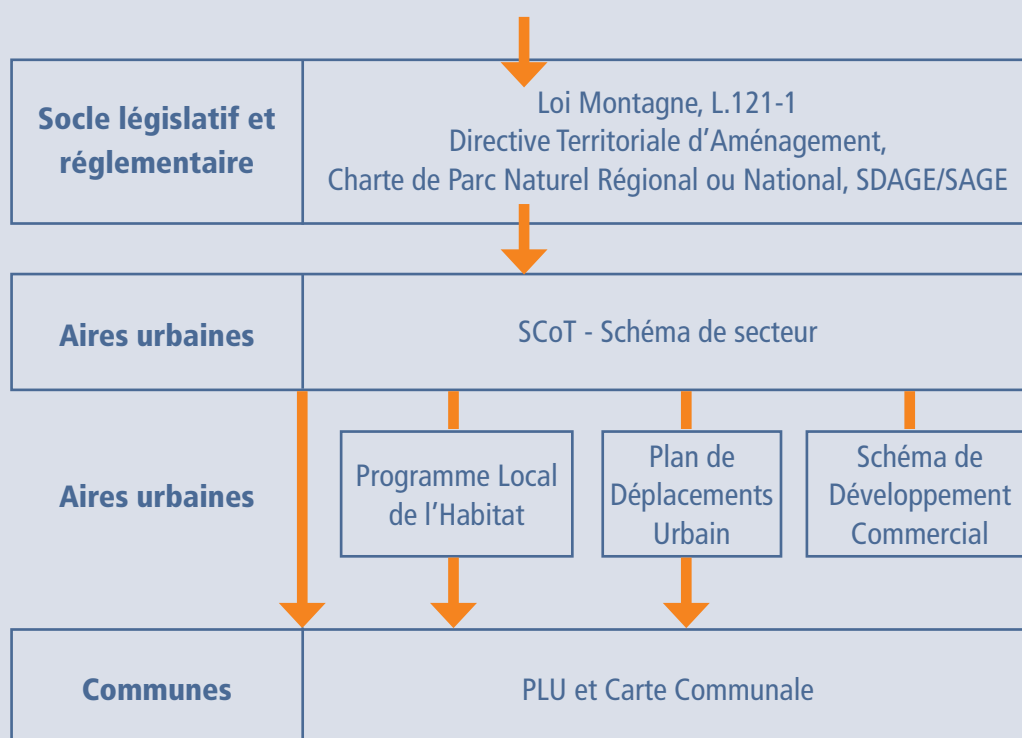 Socle législatif et
réglementaire
Loi Montagne, L.121-1
Directive Territoriale d'Aménagement,
Charte de Parc Naturel Régional ou National, SDAGE/SAGE
Aires urbaines
SCoT - Schéma de secteur
Aires urbaines
Programme Local
de l'Habitat
Plan de
Déplacements
Urbain
Schéma de
Développement
Commercial
Communes
PLU et Carte Communale